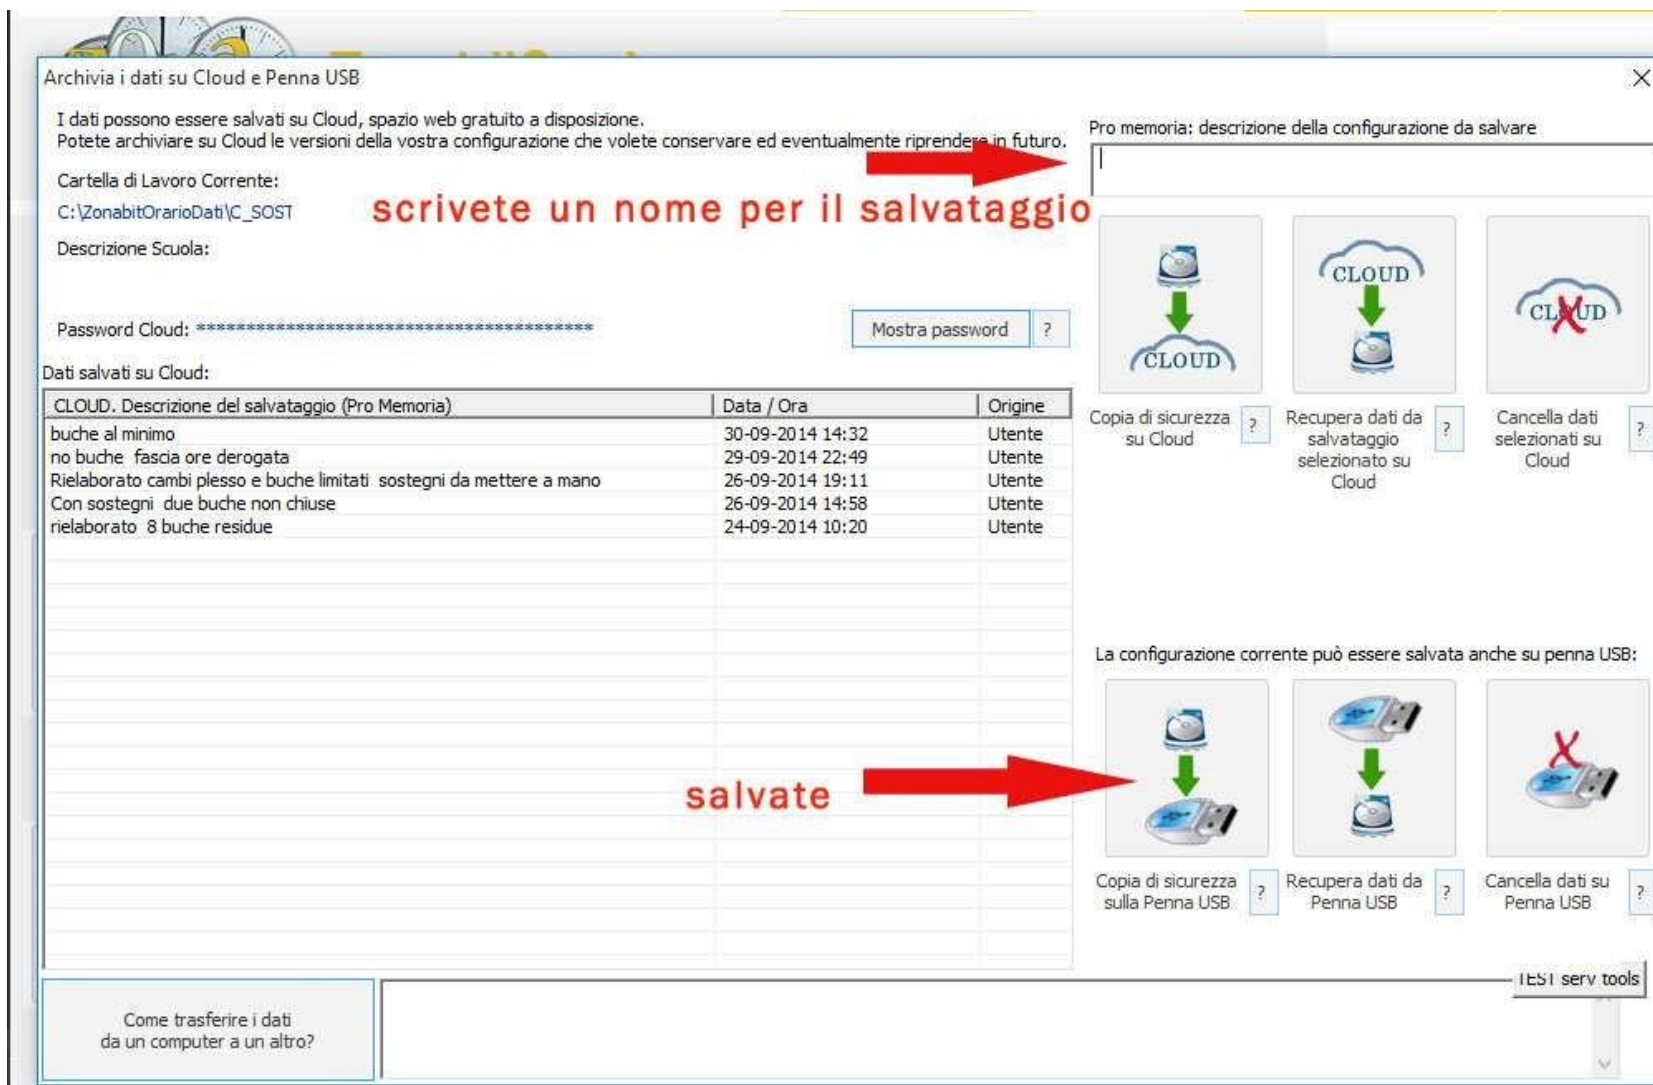 Archivia i dati su Cloud e Penna USB
I dati possono essere salvati su Cloud, spazio web gratuito a disposizione.
Potete archiviare su Cloud le versioni della vostra configurazione che volete conservare ed eventualmente riprendere in futuro.
Pro memoria: descrizione della configurazione da salvare
Cartella di Lavoro Corrente:
C:\ZonabitOrarioDati\C_SOST
scrivete un nome per il salvataggio
Descrizione Scuola:
CLOUD
CLOUD
CLOUD
Password Cloud: ****************************************
Mostra password
?
Dati salvati su Cloud:
CLOUD. Descrizione del salvataggio (Pro Memoria) Data / Ora Origine
buche al minimo 30-09-2014 14:32 Utente
no buche fascia ore derogata 29-09-2014 22:49 Utente
Rielaborato cambi plesso e buche limitati sostegni da mettere a mano 26-09-2014 19:11 Utente
Con sostegni due buche non chiuse 26-09-2014 14:58 Utente
rielaborato 8 buche residue 24-09-2014 10:20 Utente
Copia di sicurezza
su Cloud
?
Recupera dati da
salvataggio
selezionato su
Cloud
?
Cancella dati
selezionati su
Cloud
?
La configurazione corrente può essere salvata anche su penna USB:
salvate
Copia di sicurezza
sulla Penna USB
?
Recupera dati da
Penna USB
?
Cancella dati su
Penna USB
?
TEST serv tools
Come trasferire i dati
da un computer a un altro?